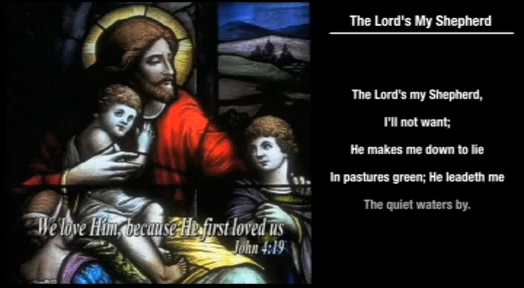 The Lord's My Shepherd
The Lord's my Shepherd,
I'll not want;
He makes me down to lie
In pastures green; He leadeth me
The quiet waters by.
We love Him, because He first loved us
John 4:19